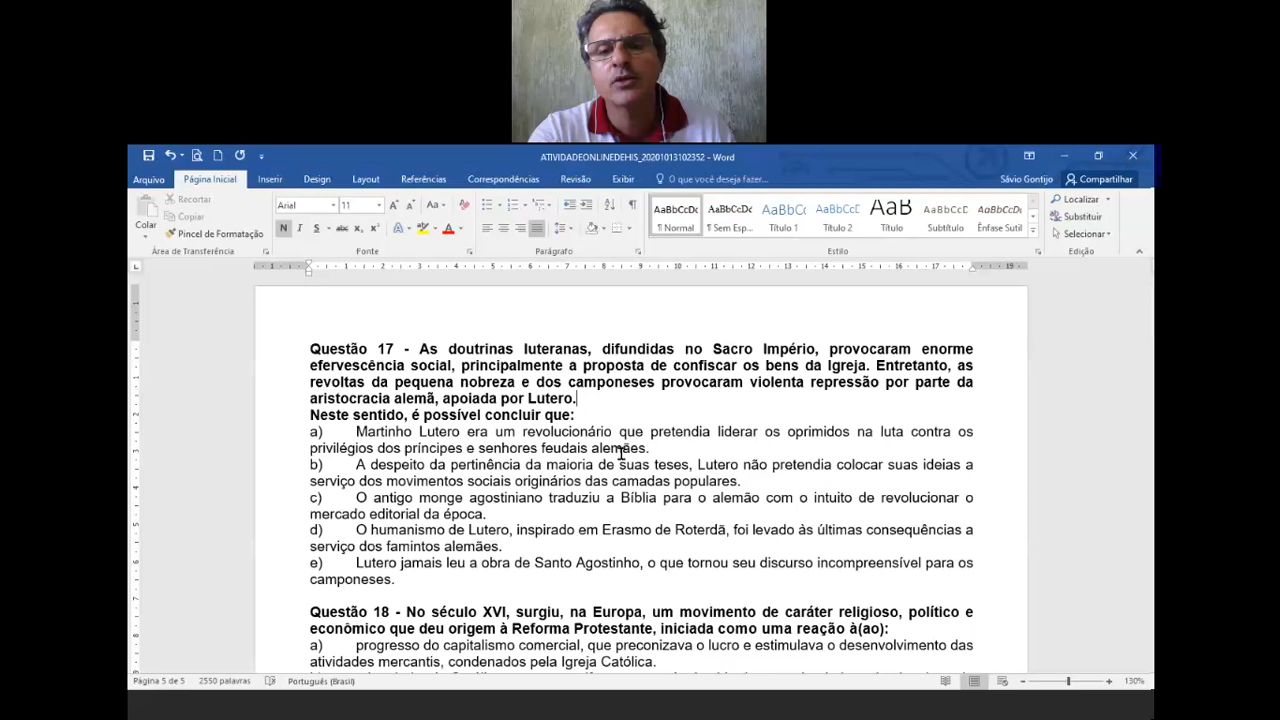 ATIVIDADEONLINEDEHIS_20201013102352 - Word
Arquivo Página Inicial Inserir Design Layout Referências Correspondências Revisão Exibir O que você deseja fazer... Sávio Gontijo Compartilhar
Colar
Recortar
Copiar
Pincel de Formatação
Área de Transferência
Arial 11
N I S abc x₂ x²
Fonte
Parágrafo
AaBbCcDc AaBbCcDc AaBbCc AaBbCcD AaB AaBbCcD AaBbCcDc
¶ Normal ¶ Sem Esp... Título 1 Título 2 Título Subtítulo Ênfase Sutil
Estilo
Localizar
Substituir
Selecionar
Edição
Questão 17 - As doutrinas luteranas, difundidas no Sacro Império, provocaram enorme
efervescência social, principalmente a proposta de confiscar os bens da Igreja. Entretanto, as
revoltas da pequena nobreza e dos camponeses provocaram violenta repressão por parte da
aristocracia alemã, apoiada por Lutero.
Neste sentido, é possível concluir que:
a) Martinho Lutero era um revolucionário que pretendia liderar os oprimidos na luta contra os
privilégios dos príncipes e senhores feudais alemães.
b) A despeito da pertinência da maioria de suas teses, Lutero não pretendia colocar suas ideias a
serviço dos movimentos sociais originários das camadas populares.
c) O antigo monge agostiniano traduziu a Bíblia para o alemão com o intuito de revolucionar o
mercado editorial da época.
d) O humanismo de Lutero, inspirado em Erasmo de Roterdã, foi levado às últimas consequências a
serviço dos famintos alemães.
e) Lutero jamais leu a obra de Santo Agostinho, o que tornou seu discurso incompreensível para os
camponeses.
Questão 18 - No século XVI, surgiu, na Europa, um movimento de caráter religioso, político e
econômico que deu origem à Reforma Protestante, iniciada como uma reação à(ao):
a) progresso do capitalismo comercial, que preconizava o lucro e estimulava o desenvolvimento das
atividades mercantis, condenados pela Igreja Católica.
Página 5 de 5 2550 palavras Português (Brasil) 130%